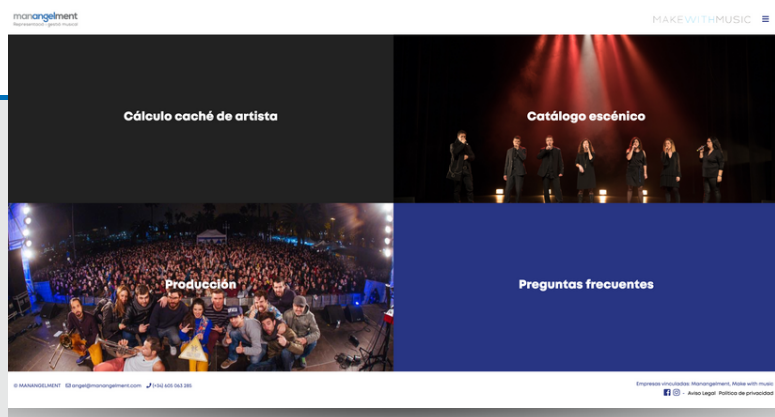 manangelment
Representación · gestió musical
MAKEWITHMUSIC
Cálculo caché de artista
Catálogo escénico
Producción
Preguntas frecuentes
© MANANGELMENT angel@manangelment.com (+34) 605 063 285
Empresas vinculadas: Manangelment, Make with music
- Aviso Legal Política de privacidad